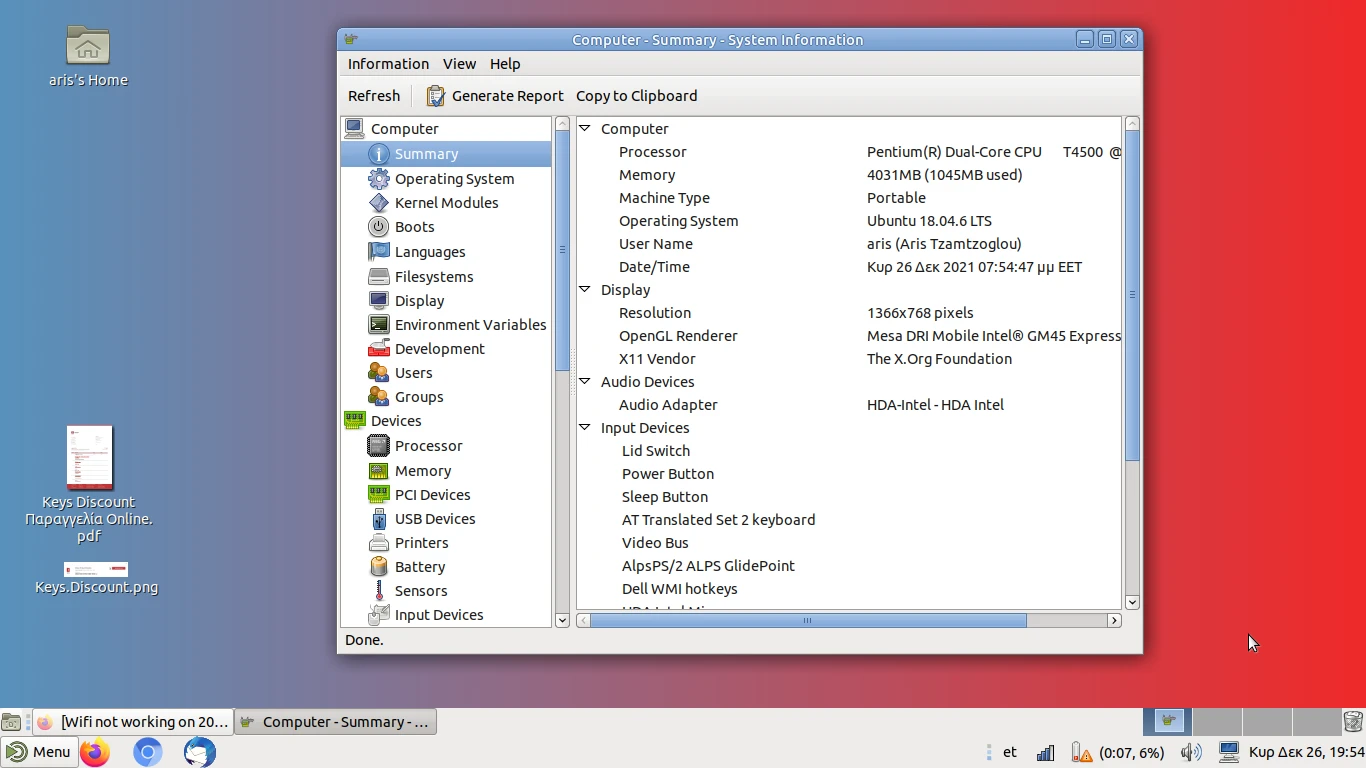 aris's Home
Keys Discount
Παραγγελία Online.
pdf
Keys.Discount.png
Computer - Summary - System Information
Information View Help
Refresh Generate Report Copy to Clipboard
Computer
Summary
Operating System
Kernel Modules
Boots
Languages
Filesystems
Display
Environment Variables
Development
Users
Groups
Devices
Processor
Memory
PCI Devices
USB Devices
Printers
Battery
Sensors
Input Devices
Computer
Processor Pentium(R) Dual-Core CPU T4500 @
Memory 4031MB (1045MB used)
Machine Type Portable
Operating System Ubuntu 18.04.6 LTS
User Name aris (Aris Tzamtzoglou)
Date/Time Κυρ 26 Δεκ 2021 07:54:47 μμ EET
Display
Resolution 1366x768 pixels
OpenGL Renderer Mesa DRI Mobile Intel® GM45 Express
X11 Vendor The X.Org Foundation
Audio Devices
Audio Adapter HDA-Intel - HDA Intel
Input Devices
Lid Switch
Power Button
Sleep Button
AT Translated Set 2 keyboard
Video Bus
AlpsPS/2 ALPS GlidePoint
Dell WMI hotkeys
Done.
[Wifi not working on 20... Computer - Summary - ...
Menu et (0:07, 6%) Κυρ Δεκ 26, 19:54